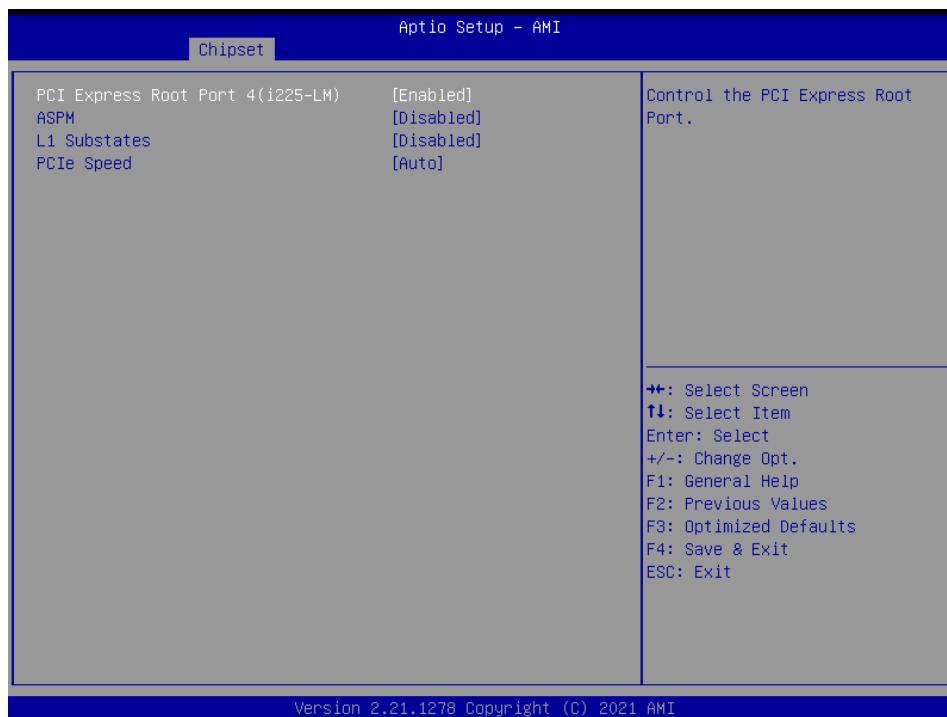 Aptio Setup – AMI
Chipset
PCI Express Root Port 4(i225-LM) [Enabled]
ASPM [Disabled]
L1 Substates [Disabled]
PCIe Speed [Auto]
Control the PCI Express Root
Port.
→←: Select Screen
↑↓: Select Item
Enter: Select
+/-: Change Opt.
F1: General Help
F2: Previous Values
F3: Optimized Defaults
F4: Save & Exit
ESC: Exit
Version 2.21.1278 Copyright (C) 2021 AMI